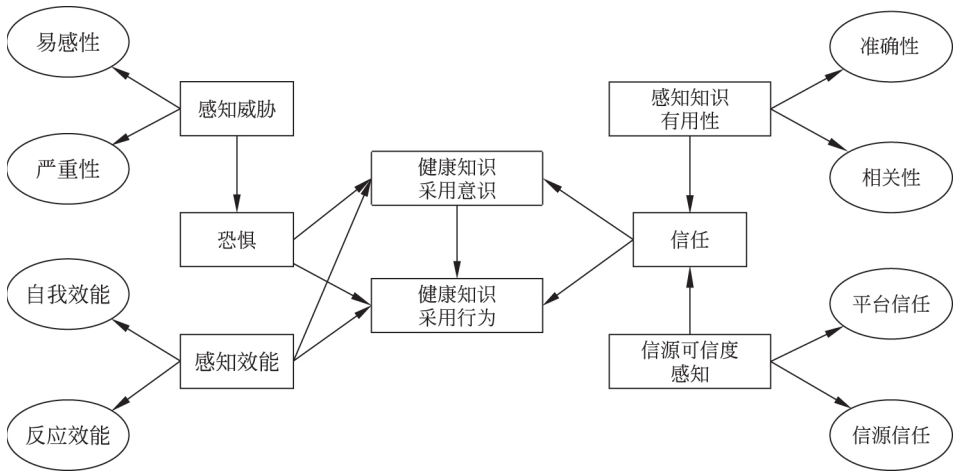 易感性
准确性
感知威胁
感知知识
有用性
严重性
健康知识
采用意识
相关性
恐惧
信任
自我效能
健康知识
采用行为
平台信任
感知效能
信源可信度
感知
反应效能
信源信任